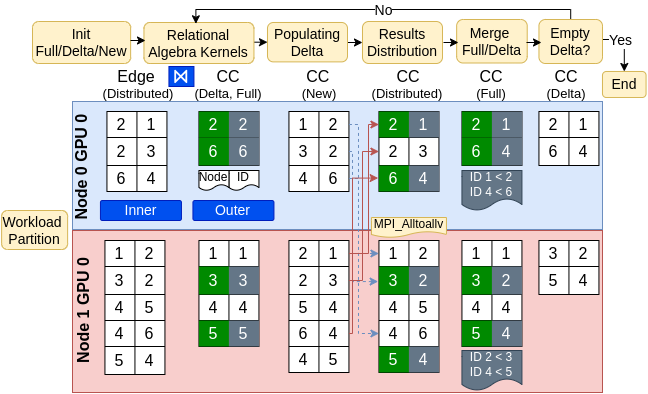 No
Init
Full/Delta/New
Relational
Algebra Kernels
Populating
Delta
Results
Distribution
Merge
Full/Delta
Empty
Delta?
Yes
End
Edge ⋈ CC CC CC CC CC
(Distributed) (Delta, Full) (New) (Distributed) (Full) (Delta)
Workload
Partition
Node 0 GPU 0
2 1
2 3
6 4
Inner
2 2
6 6
Node ID
Outer
1 2
3 2
4 6
2 1
2 3
6 4
MPI_Alltoallv
2 1
6 4
ID 1 < 2
ID 4 < 6
2 1
6 4
Node 1 GPU 0
1 2
3 2
4 5
4 6
5 4
1 1
3 3
4 4
5 5
2 1
2 3
5 4
6 4
4 5
1 2
3 2
4 5
4 6
5 4
1 1
3 2
4 4
5 4
ID 2 < 3
ID 4 < 5
3 2
5 4